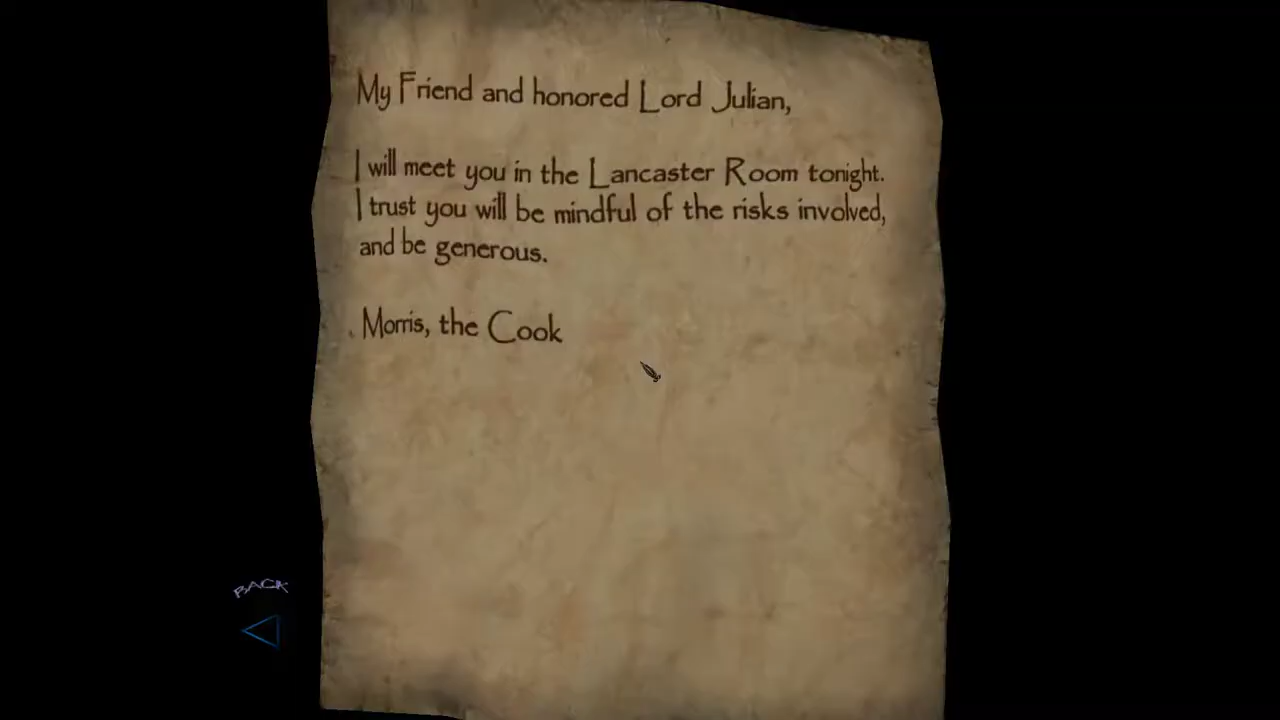 My Friend and honored Lord Julian,
I will meet you in the Lancaster Room tonight.
I trust you will be mindful of the risks involved,
and be generous.
Morris, the Cook
BACK